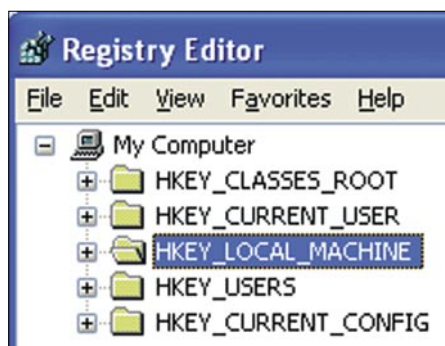 Registry Editor
File Edit View Favorites Help
My Computer
HKEY_CLASSES_ROOT
HKEY_CURRENT_USER
HKEY_LOCAL_MACHINE
HKEY_USERS
HKEY_CURRENT_CONFIG